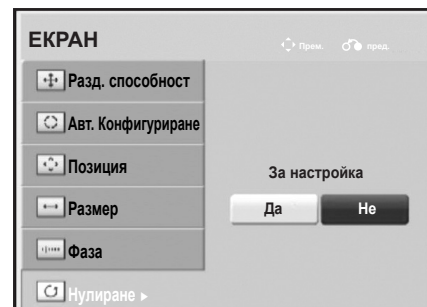 ЕКРАН
Прем. пред.
Разд. способност
Авт. Конфигуриране
Позиция
Размер
Фаза
Нулиране ►
За настройка
Да Не